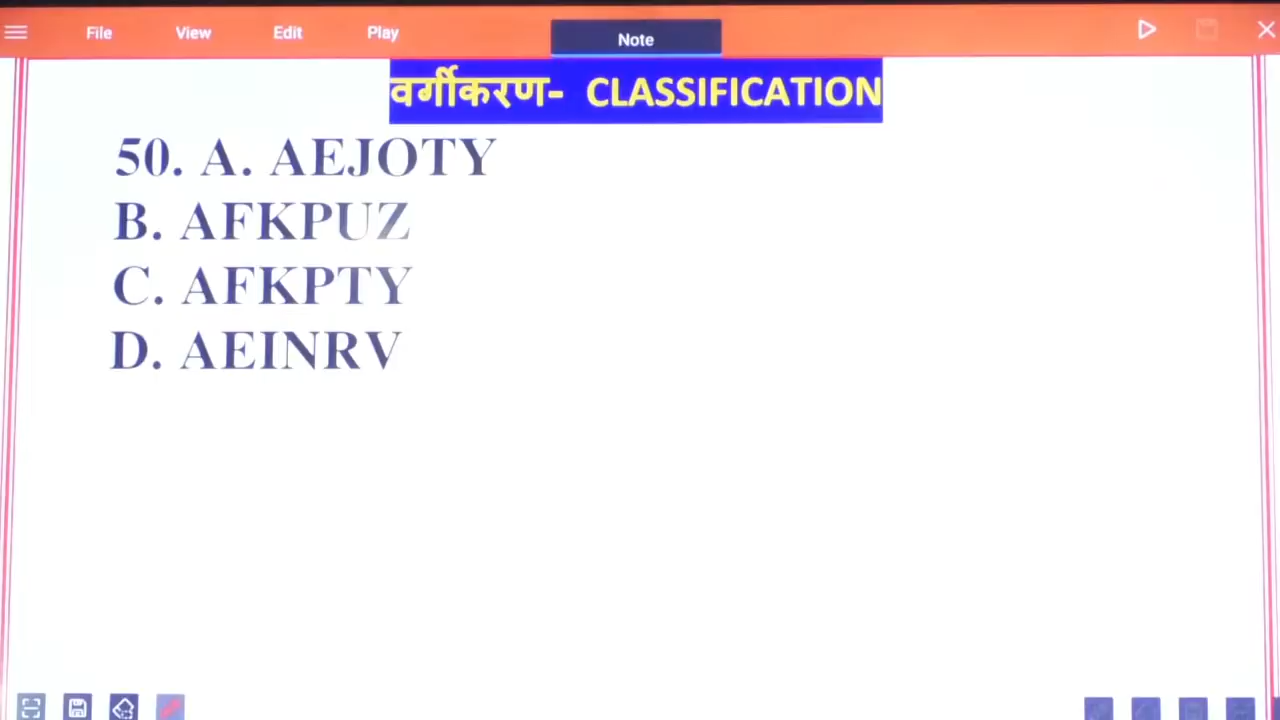 File View Edit Play Note
वर्गीकरण- CLASSIFICATION
50. A. AEJOTY
B. AFKPUZ
C. AFKPTY
D. AEINRV